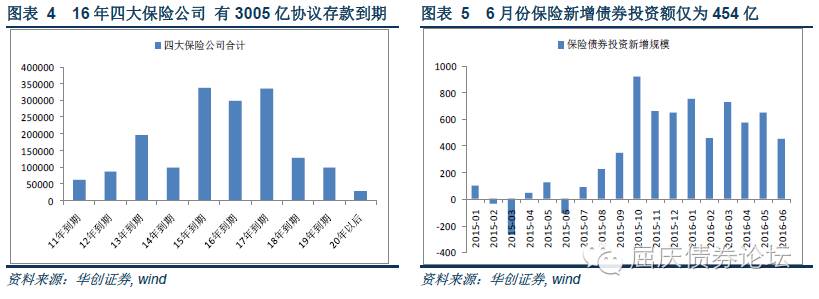 图表 4 16 年四大保险公司 有 3005 亿协议存款到期
四大保险公司合计
400000
350000
300000
250000
200000
150000
100000
50000
0
11年到期
12年到期
13年到期
14年到期
15年到期
16年到期
17年到期
18年到期
19年到期
20年以后
资料来源：华创证券, wind
图表 5 6 月份保险新增债券投资额仅为 454 亿
保险债券投资新增规模
1000
800
600
400
200
0
-200
-400
2015-01
2015-02
2015-03
2015-04
2015-05
2015-06
2015-07
2015-08
2015-09
2015-10
2015-11
2015-12
2016-01
2016-02
2016-03
2016-04
2016-05
2016-06
资料来源：华创证券, wind
屈庆债券论坛